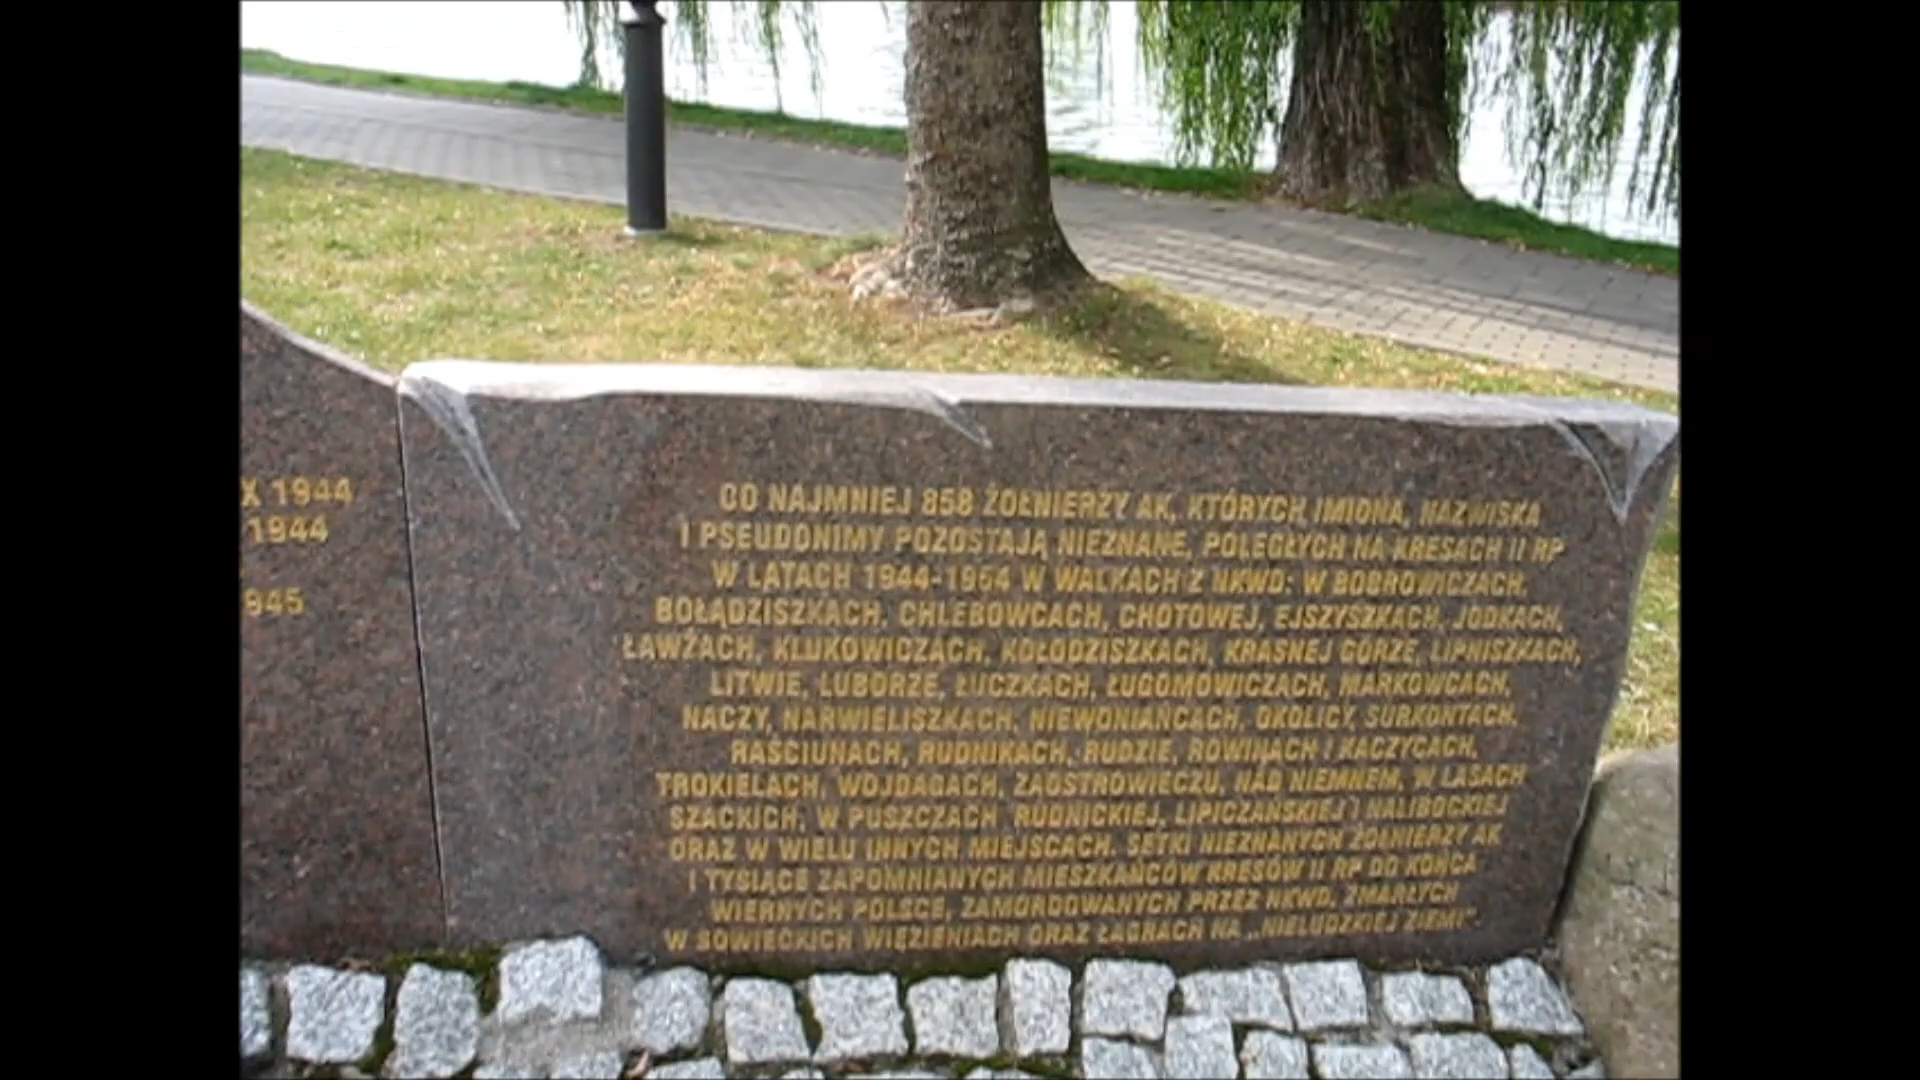 X 1944
1944
945
CO NAJMNIEJ 858 ŻOŁNIERZY AK, KTÓRYCH IMIONA, NAZWISKA
I PSEUDONIMY POZOSTAJĄ NIEZNANE, POLEGŁYCH NA KRESACH II RP
W LATACH 1944-1954 W WALKACH Z NKWD: W BOBROWICZACH,
BOŁĄDZISZKACH, CHLEBOWCACH, CHOTOWEJ, EJSZYSZKACH, JODKACH,
ŁAWŻACH, KLUKOWICZACH, KOŁODZISZKACH, KRASNEJ GÓRZE, LIPNISZKACH,
LITWIE, LUBORZE, ŁUCZKACH, ŁUGOMOWICZACH, MARKOWCACH,
NACZY, NARWIELISZKACH, NIEWONIAŃCACH, OKOLICY, SURKONTACH,
RAŚCIUNACH, RUDNIKACH, RUDZIE, ROWINACH I KACZYCACH,
TROKIELACH, WOJDAGACH, ZAOSTROWIECZU, NAD NIEMNEM, W LASACH
SZACKICH, W PUSZCZACH RUDNICKIEJ, LIPICZAŃSKIEJ I NALIBOCKIEJ
ORAZ W WIELU INNYCH MIEJSCACH. SETKI NIEZNANYCH ŻOŁNIERZY AK
I TYSIĄCE ZAPOMNIANYCH MIESZKAŃCÓW KRESÓW II RP DO KOŃCA
WIERNYCH POLSCE, ZAMORDOWANYCH PRZEZ NKWD, ZMARŁYCH
W SOWIECKICH WIĘZIENIACH ORAZ ŁAGRACH NA „NIELUDZKIEJ ZIEMI".